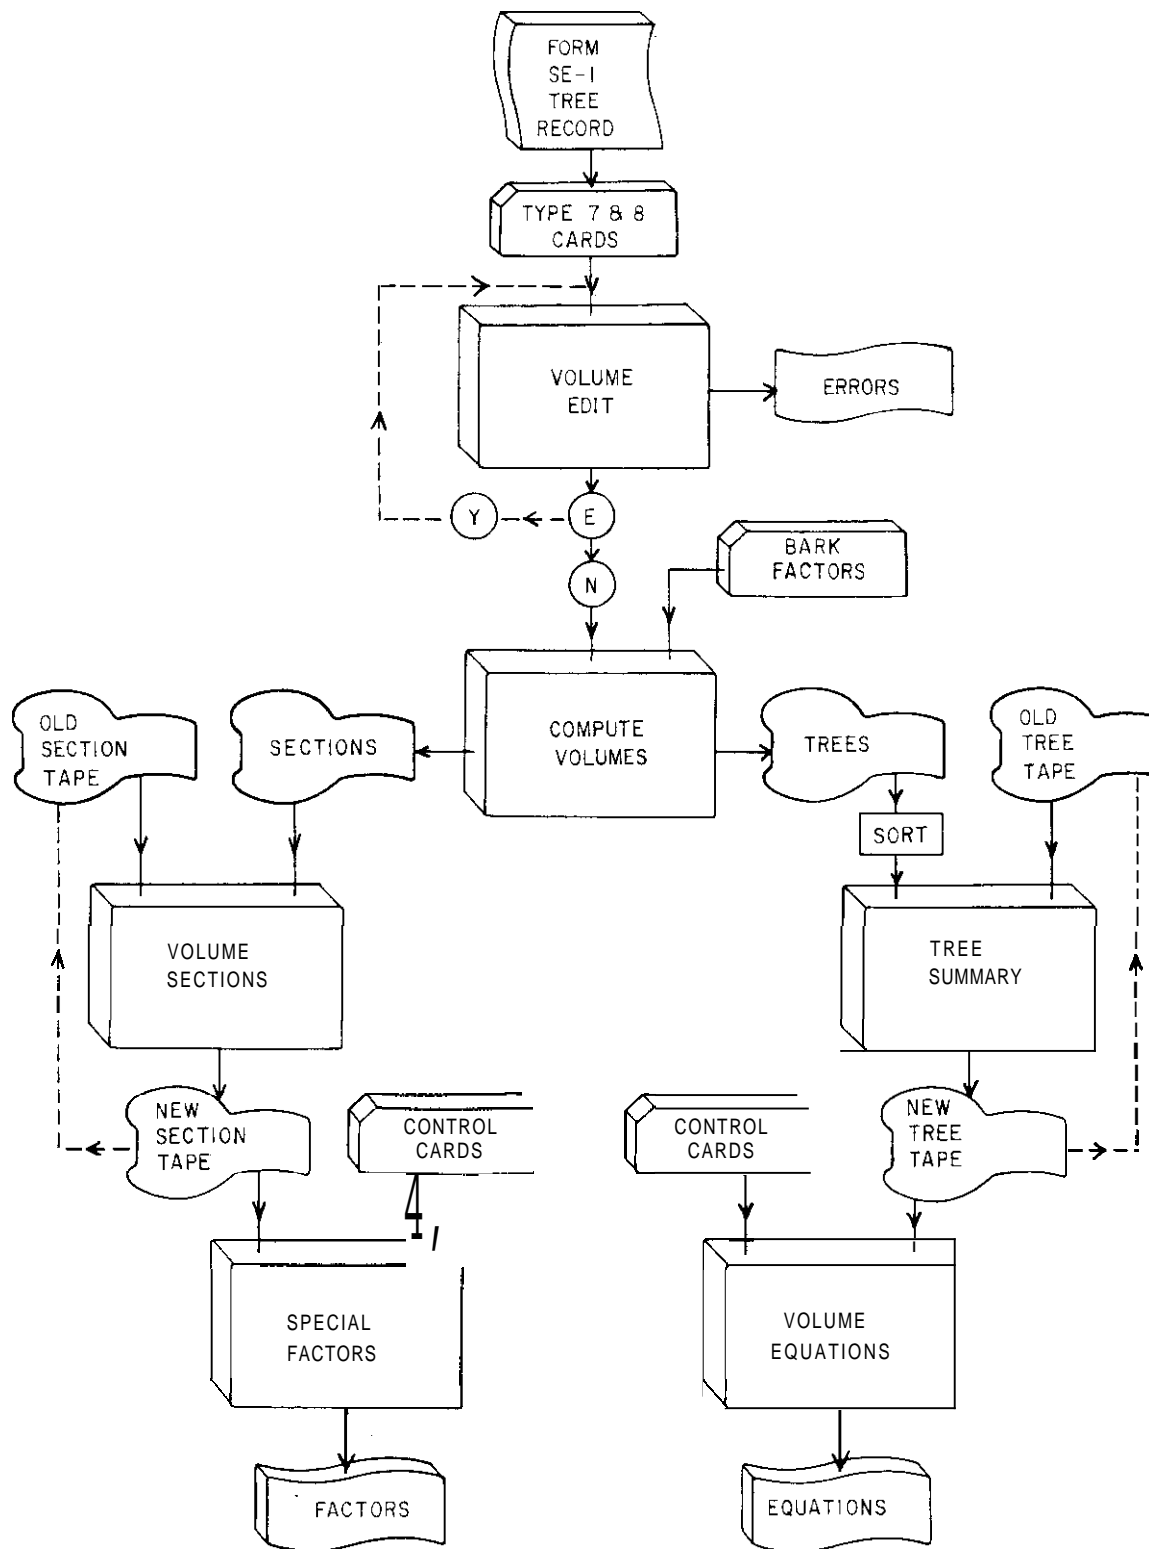 FORM
SE-1
TREE
RECORD
TYPE 7 & 8
CARDS
VOLUME
EDIT
ERRORS
Y
E
N
BARK
FACTORS
OLD
SECTION
TAPE
SECTIONS
COMPUTE
VOLUMES
TREES
OLD
TREE
TAPE
SORT
VOLUME
SECTIONS
TREE
SUMMARY
NEW
SECTION
TAPE
CONTROL
CARDS
CONTROL
CARDS
NEW
TREE
TAPE
SPECIAL
FACTORS
VOLUME
EQUATIONS
FACTORS
EQUATIONS